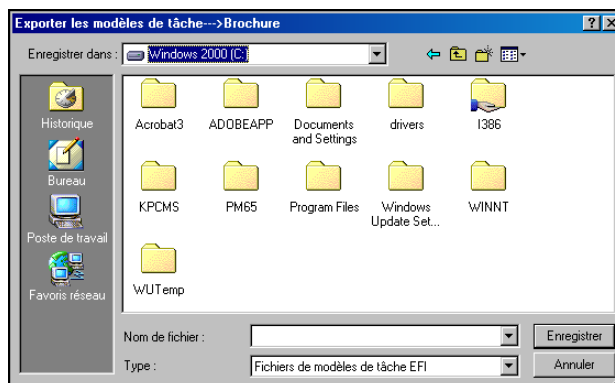 Exporter les modèles de tâche--->Brochure
Enregistrer dans :
Windows 2000 (C:)
Historique
Bureau
Poste de travail
Favoris réseau
Acrobat3
ADOBEAPP
Documents
and Settings
drivers
I386
KPCMS
PM65
Program Files
Windows
Update Set...
WINNT
WUTemp
Nom de fichier :
Enregistrer
Type :
Fichiers de modèles de tâche EFI
Annuler